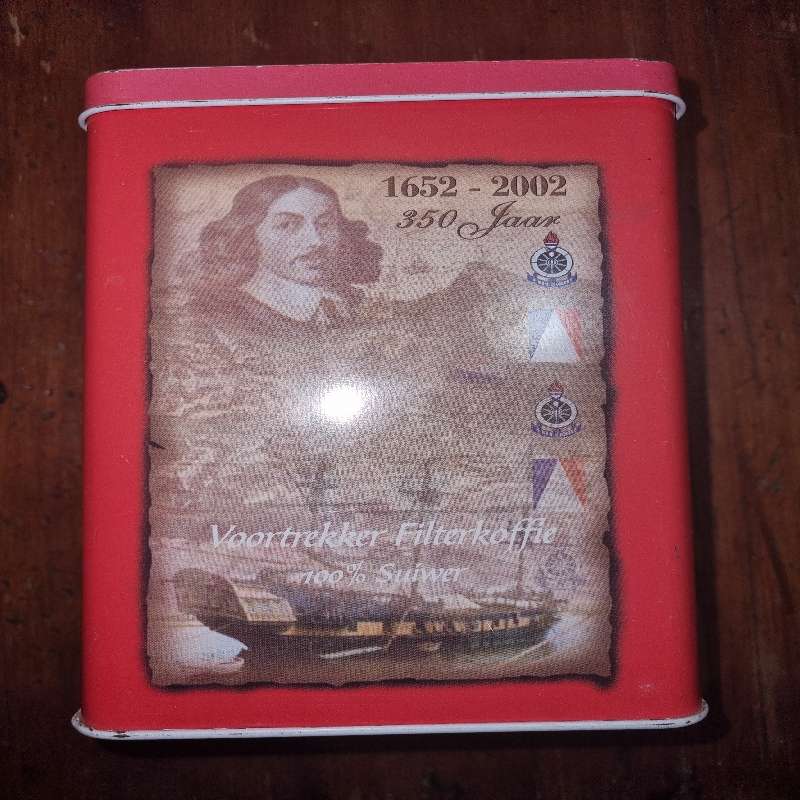 1652 - 2002
350 Jaar
Voortrekker Filterkoffie
100% Suiwer